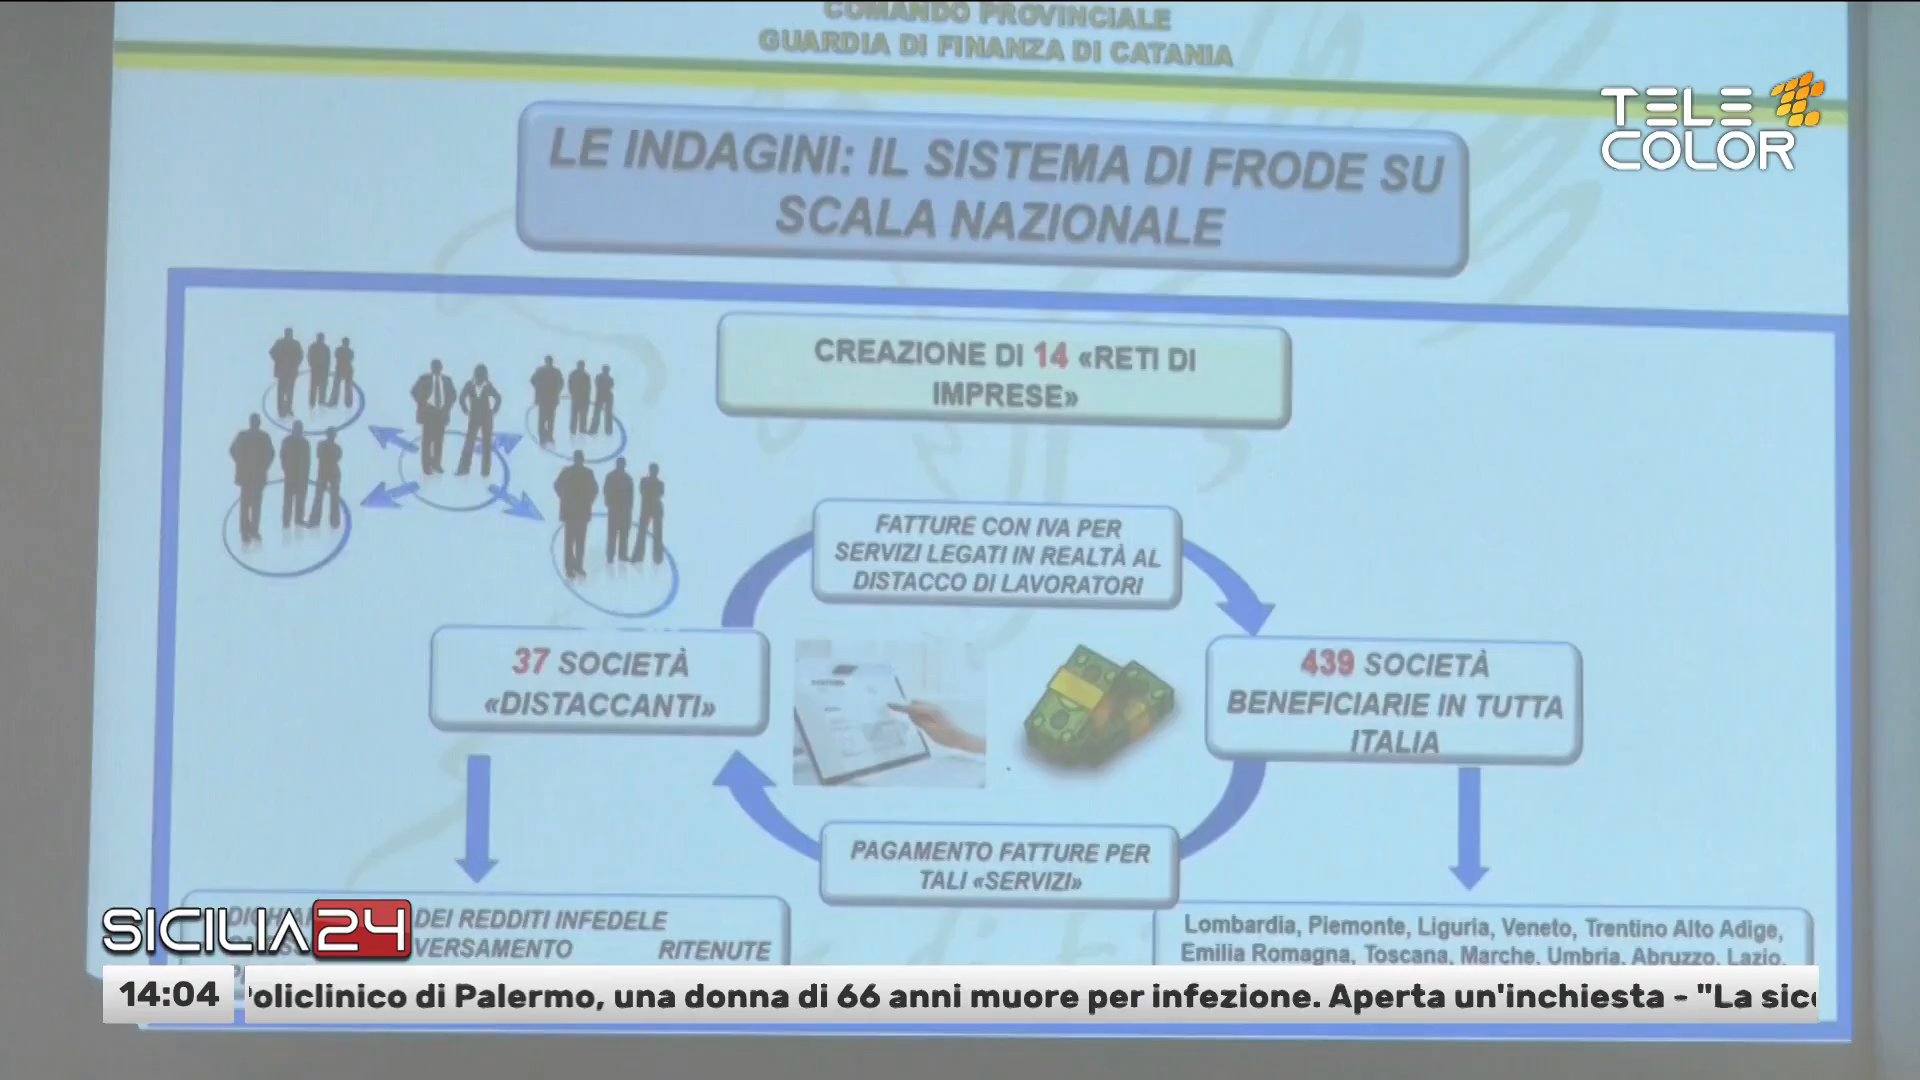 COMANDO PROVINCIALE
GUARDIA DI FINANZA DI CATANIA
TELE
COLOR
LE INDAGINI: IL SISTEMA DI FRODE SU
SCALA NAZIONALE
CREAZIONE DI 14 «RETI DI
IMPRESE»
FATTURE CON IVA PER
SERVIZI LEGATI IN REALTÀ AL
DISTACCO DI LAVORATORI
37 SOCIETÀ
«DISTACCANTI»
439 SOCIETÀ
BENEFICIARIE IN TUTTA
ITALIA
PAGAMENTO FATTURE PER
TALI «SERVIZI»
DEI REDDITI INFEDELE
VERSAMENTO RITENUTE
Lombardia, Piemonte, Liguria, Veneto, Trentino Alto Adige,
Emilia Romagna, Toscana, Marche, Umbria, Abruzzo, Lazio,
SICILIA24
14:04 oliclinico di Palermo, una donna di 66 anni muore per infezione. Aperta un'inchiesta - "La sic